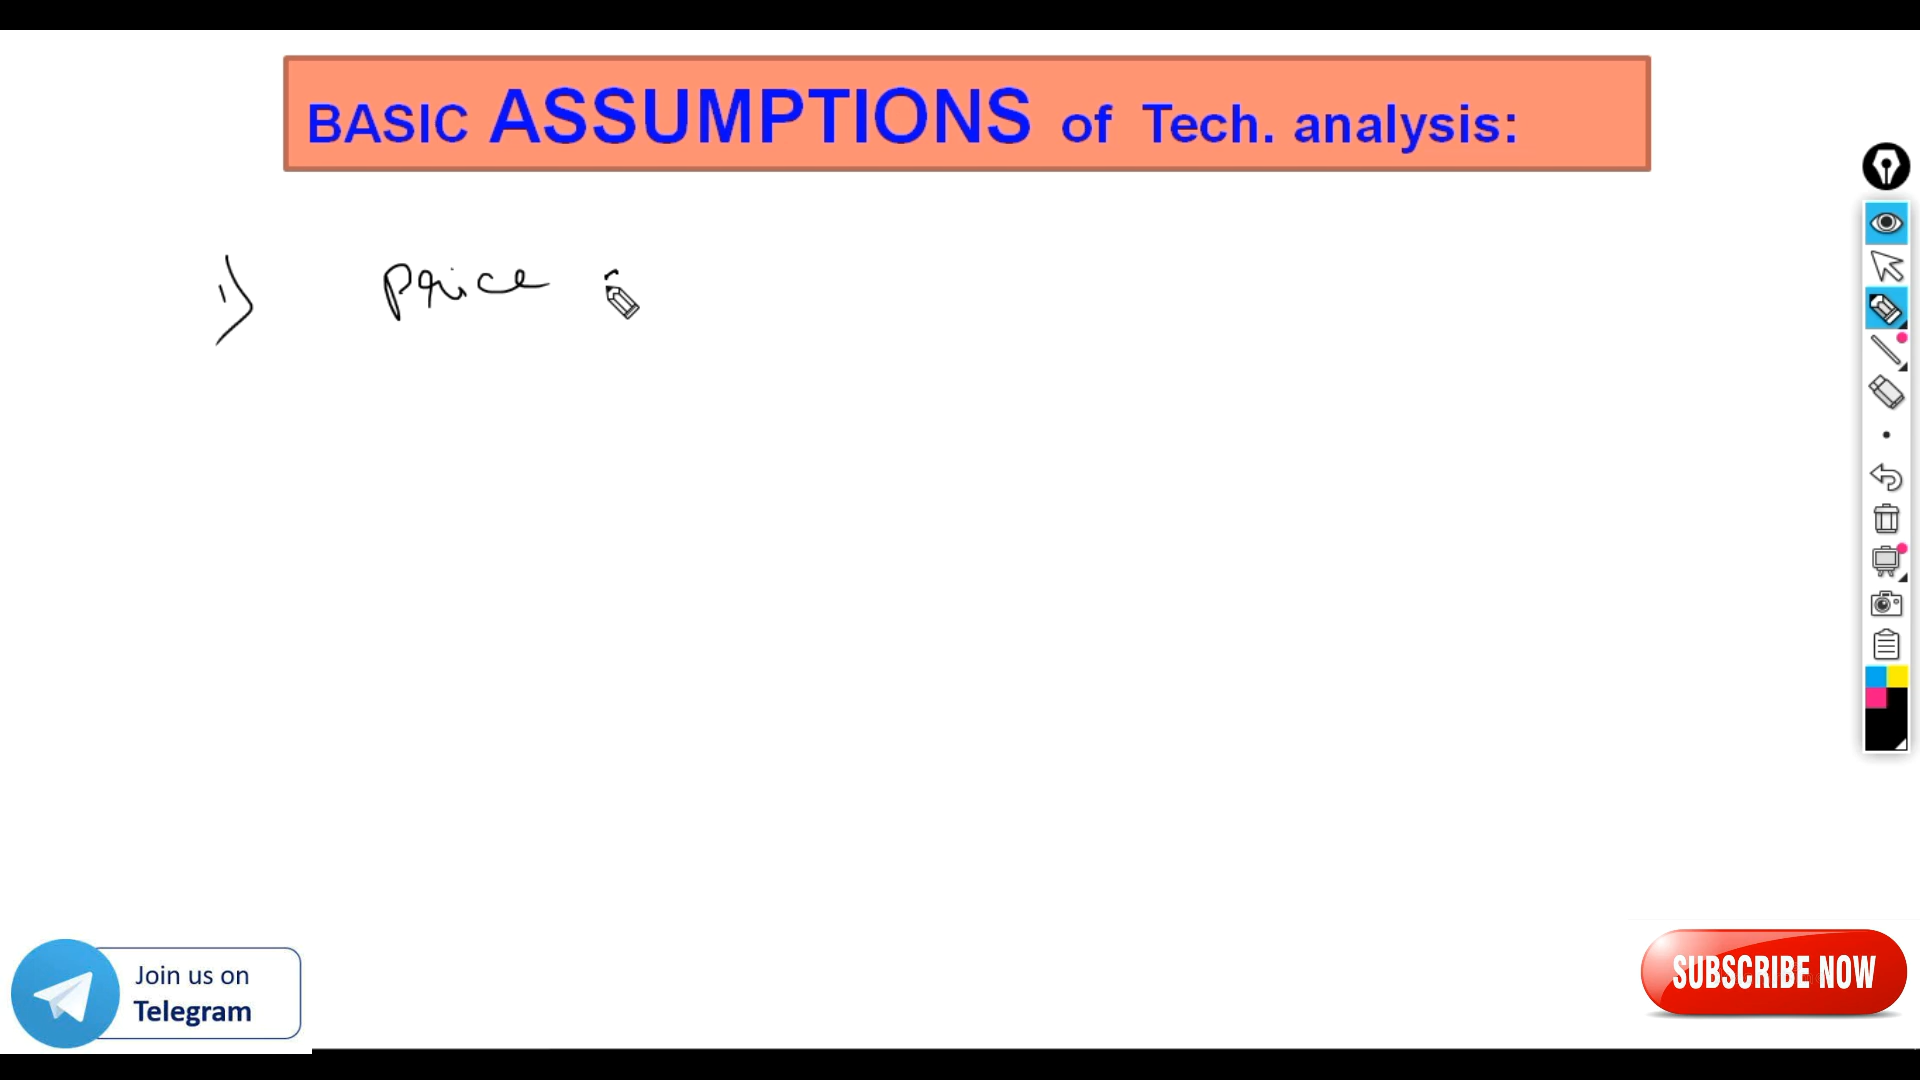 BASIC ASSUMPTIONS of Tech. analysis:
1) Price
Join us on
Telegram
SUBSCRIBE NOW